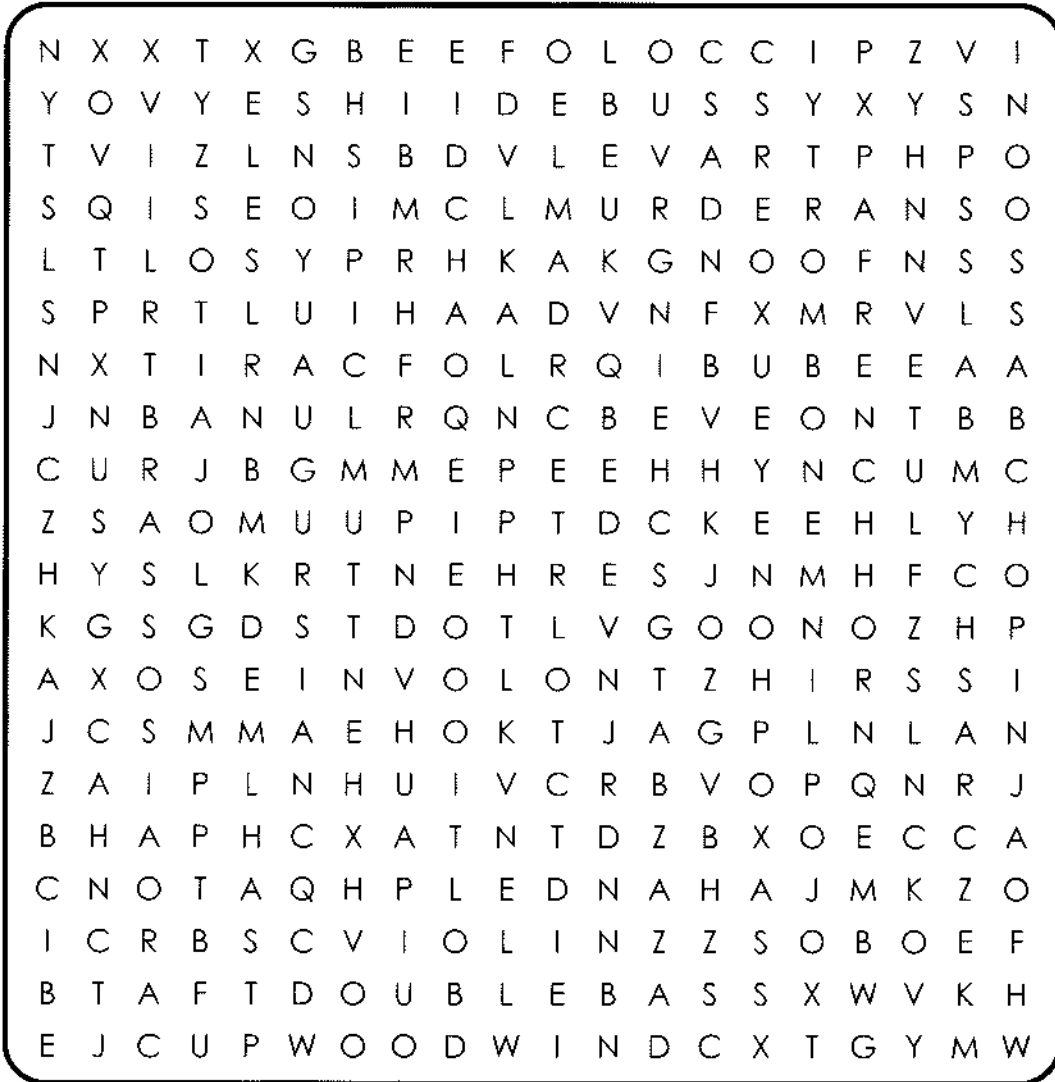 N X X T X G B E E F O L O C C I P Z V I
Y O V Y E S H I I D E B U S S Y X Y S N
T V I Z L N S B D V L E V A R T P H P O
S Q I S E O I M C L M U R D E R A N S O
L T L O S Y P R H K A K G N O O F N S S
S P R T L U I H A A D V N F X M R V L S
N X T I R A C F O L R Q I B U B E E A A
J N B A N U L R Q N C B E V E O N T B B
C U R J B G M M E P E E H H Y N C U M C
Z S A O M U U P I P T D C K E E H L Y H
H Y S L K R T N E H R E S J N M H F C O
K G S G D S T D O T L V G O O N O Z H P
A X O S E I N V O L O N T Z H I R S S I
J C S M M A E H O K T J A G P L N L A N
Z A I P L N H U I V C R B V O P Q N R J
B H A P H C X A T N T D Z B X O E C C A
C N O T A Q H P L E D N A H A J M K Z O
I C R B S C V I O L I N Z Z S O B O E F
B T A F T D O U B L E B A S S X W V K H
E J C U P W O O D W I N D C X T G Y M W